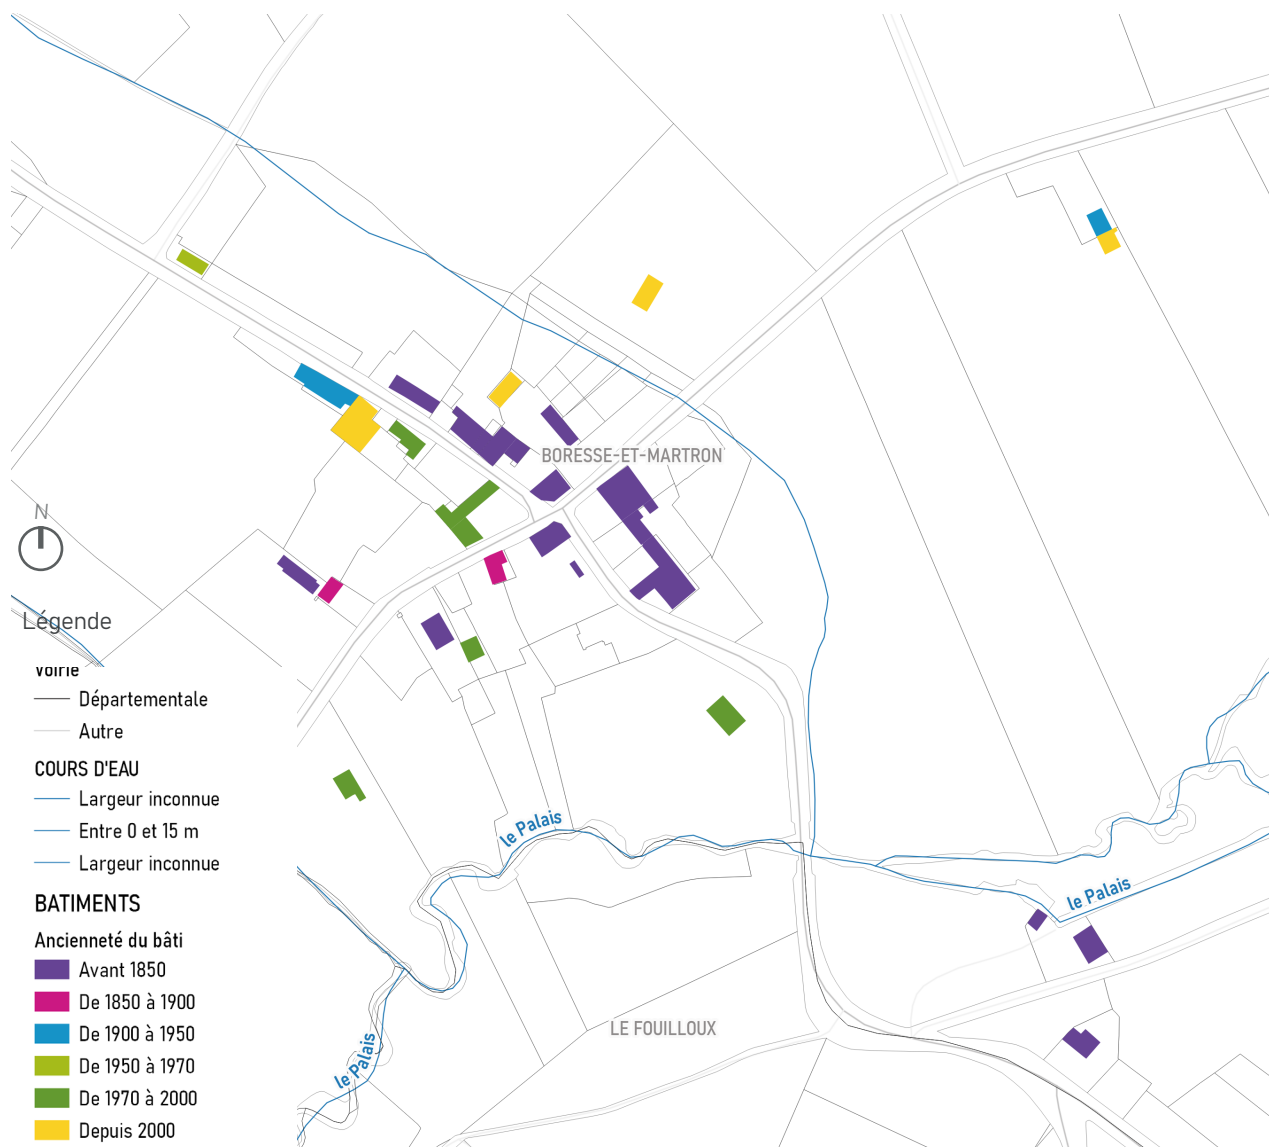 BORESSE-ET-MARTRON
N
Légende
Voirie
Départementale
Autre
COURS D'EAU
Largeur inconnue
Entre 0 et 15 m
Largeur inconnue
BATIMENTS
Ancienneté du bâti
Avant 1850
De 1850 à 1900
De 1900 à 1950
De 1950 à 1970
De 1970 à 2000
Depuis 2000
le Palais
le Palais
LE FOUILLOUX
le Palais